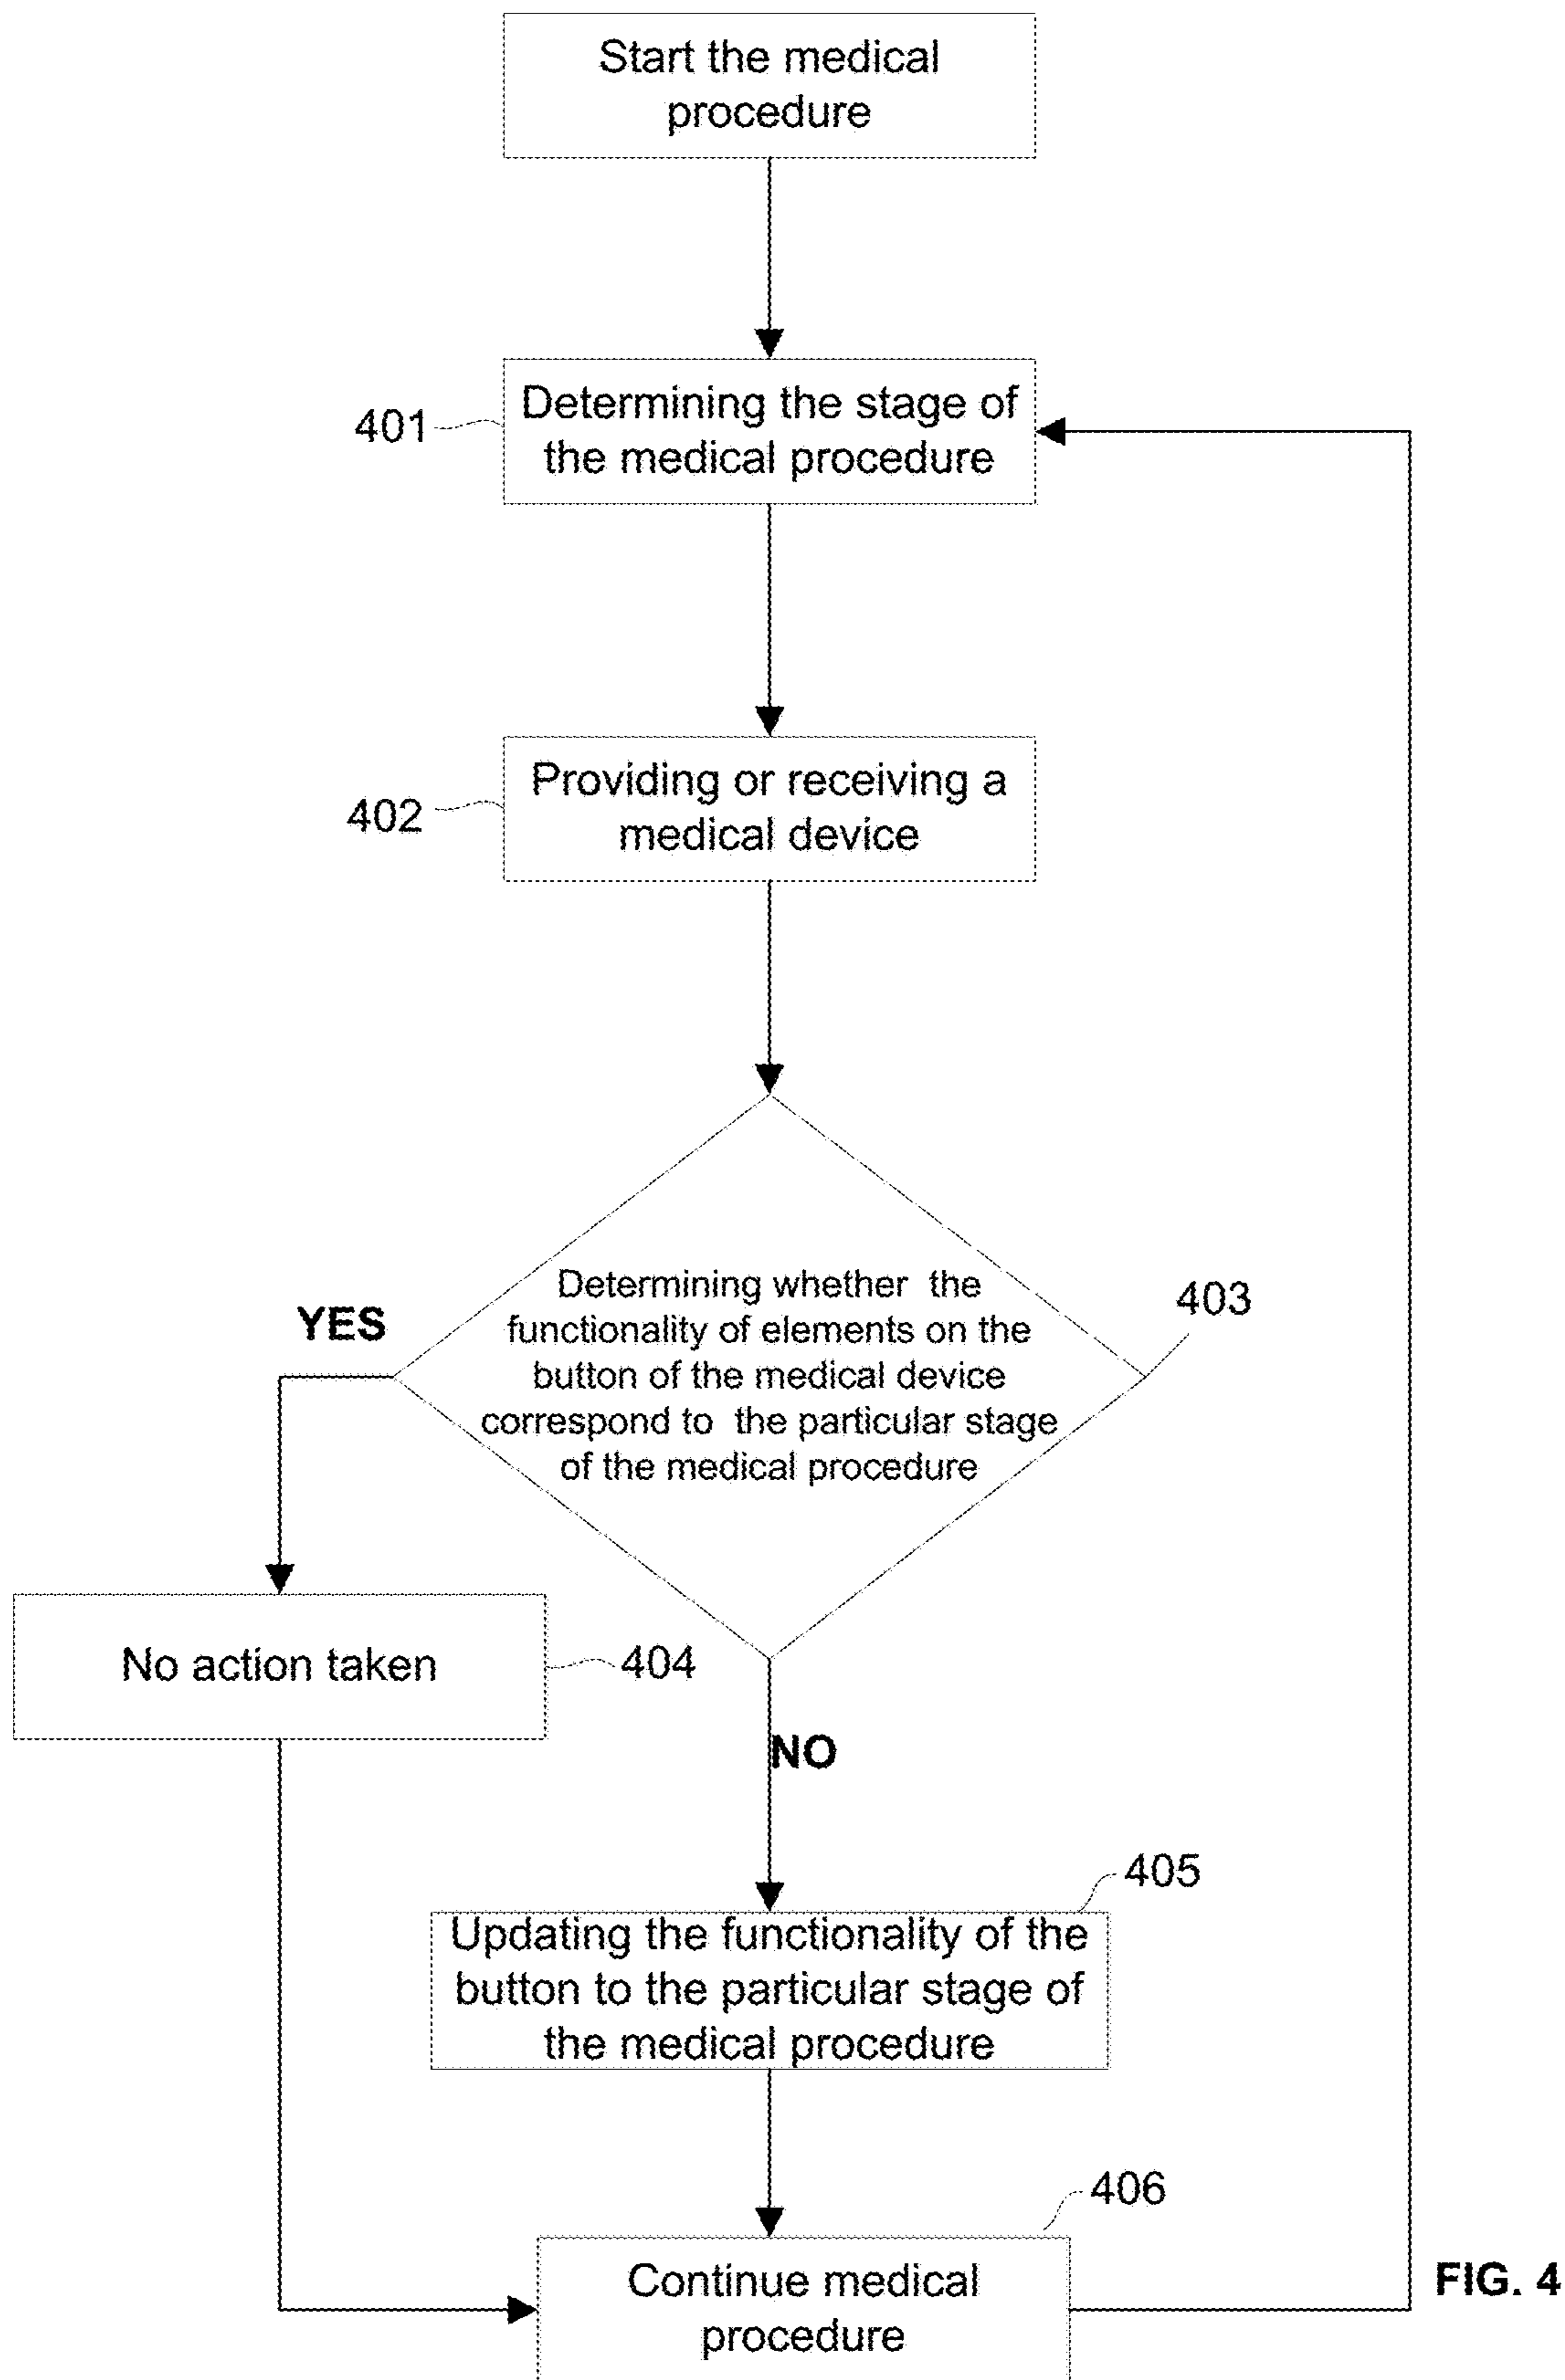 Start the medical
procedure
401
Determining the stage of
the medical procedure
402
Providing or receiving a
medical device
Determining whether the
functionality of elements on the
button of the medical device
correspond to the particular stage
of the medical procedure
403
YES
No action taken
404
NO
405
Updating the functionality of the
button to the particular stage of
the medical procedure
406
Continue medical
procedure
FIG. 4